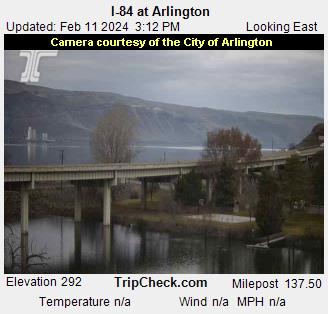 I-84 at Arlington
Updated: Feb 11 2024 3:12 PM Looking East
Camera courtesy of the City of Arlington
Elevation 292 TripCheck.com Milepost 137.50
Temperature n/a Wind n/a MPH n/a